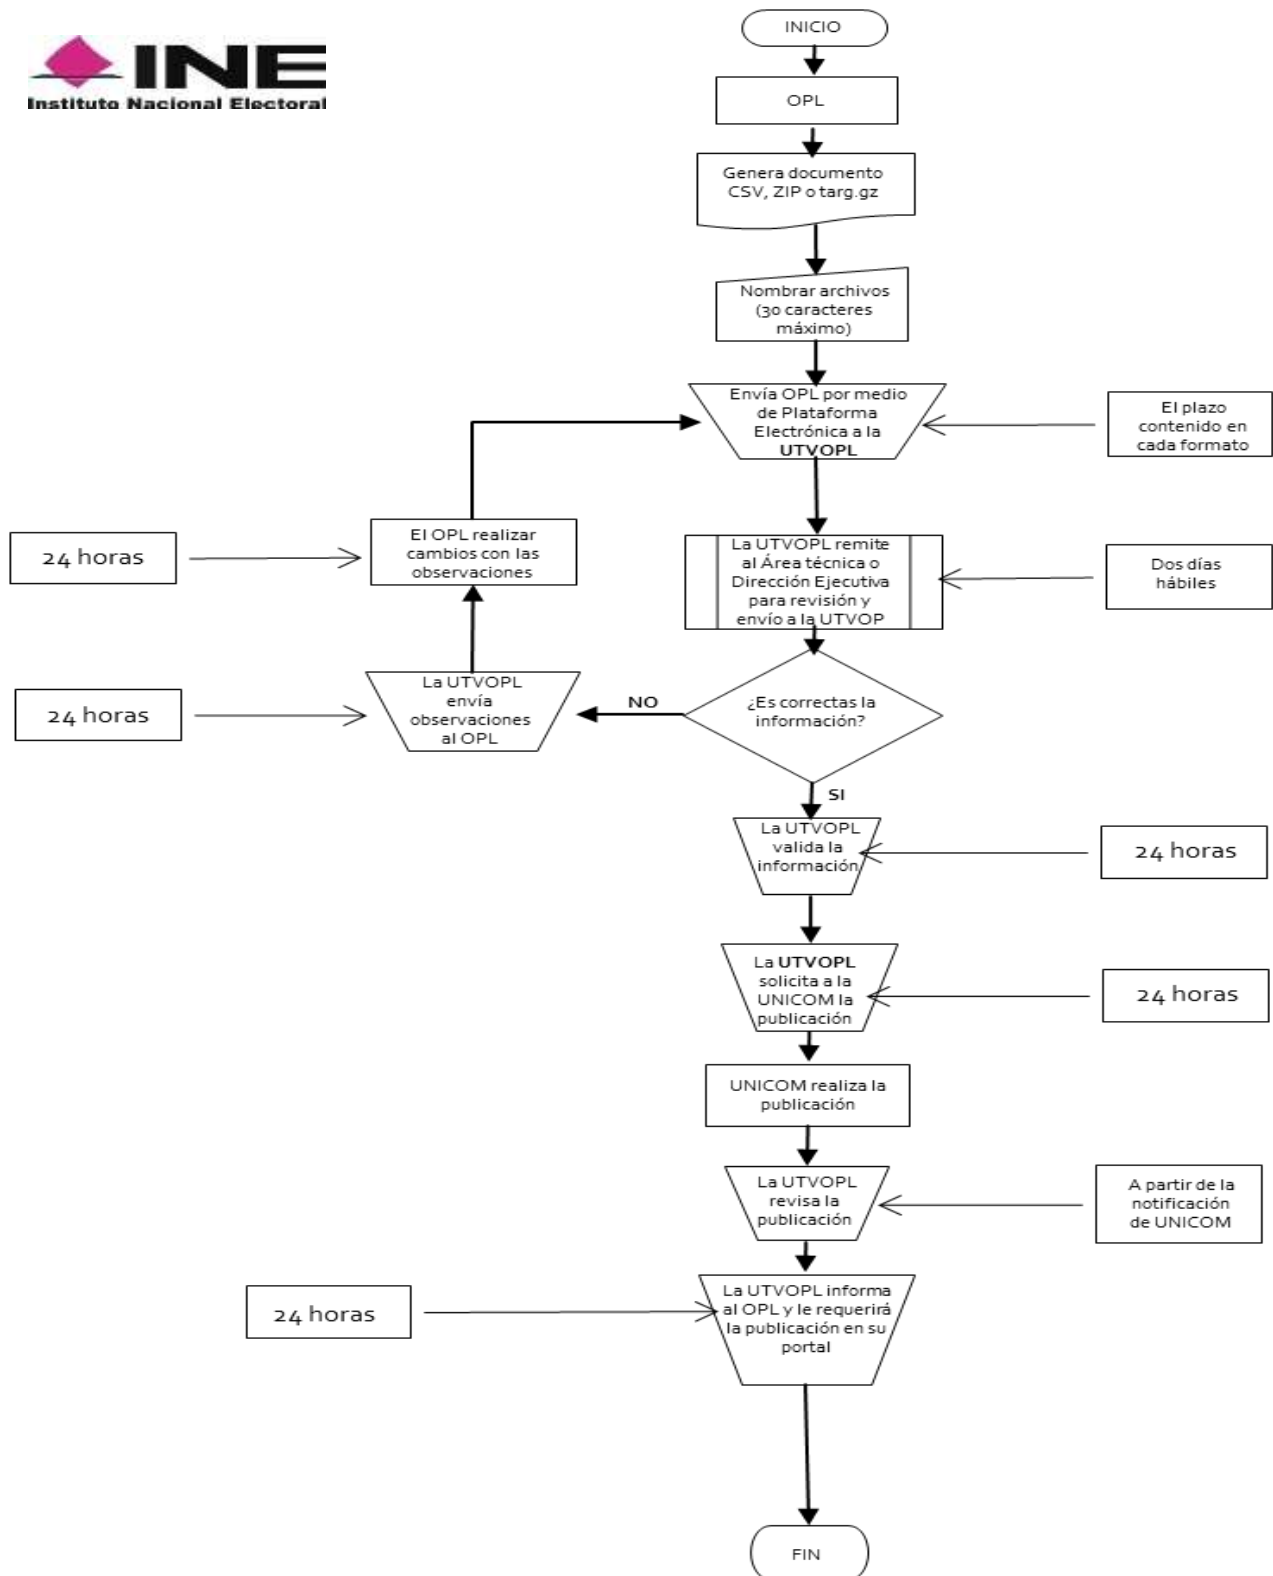 INE
Instituto Nacional Electoral
INICIO
OPL
Genera documento
CSV, ZIP o targ.gz
Nombrar archivos
(30 caracteres
máximo)
Envía OPL por medio
de Plataforma
Electrónica a la
UTVOPL
El plazo
contenido en
cada formato
24 horas
El OPL realizar
cambios con las
observaciones
La UTVOPL remite
al Área técnica o
Dirección Ejecutiva
para revisión y
envío a la UTVOP
Dos días
hábiles
24 horas
La UTVOPL
envía
observaciones
al OPL
NO
¿Es correctas la
información?
SI
La UTVOPL
valida la
información
24 horas
La UTVOPL
solicita a la
UNICOM la
publicación
24 horas
UNICOM realiza la
publicación
La UTVOPL
revisa la
publicación
A partir de la
notificación
de UNICOM
24 horas
La UTVOPL informa
al OPL y le requerirá
la publicación en su
portal
FIN